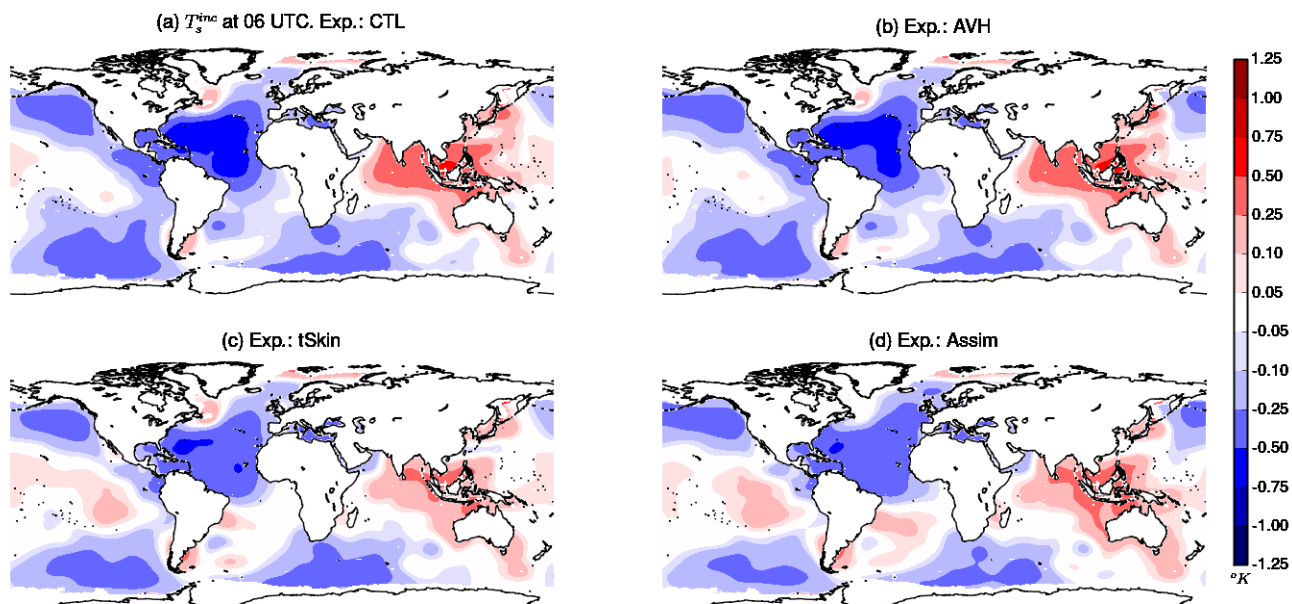 (a) T_s^{inc} at 06 UTC. Exp.: CTL
(b) Exp.: AVH
(c) Exp.: tSkin
(d) Exp.: Assim
1.25
1.00
0.75
0.50
0.25
0.10
0.05
-0.05
-0.10
-0.25
-0.50
-0.75
-1.00
-1.25
°K